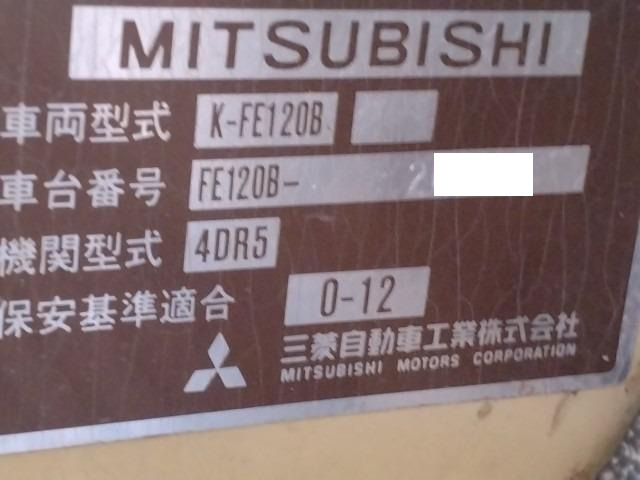 MITSUBISHI
車両型式 K-FE120B
車台番号 FE120B-
機関型式 4DR5
保安基準適合 0-12
三菱自動車工業株式会社
MITSUBISHI MOTORS CORPORATION